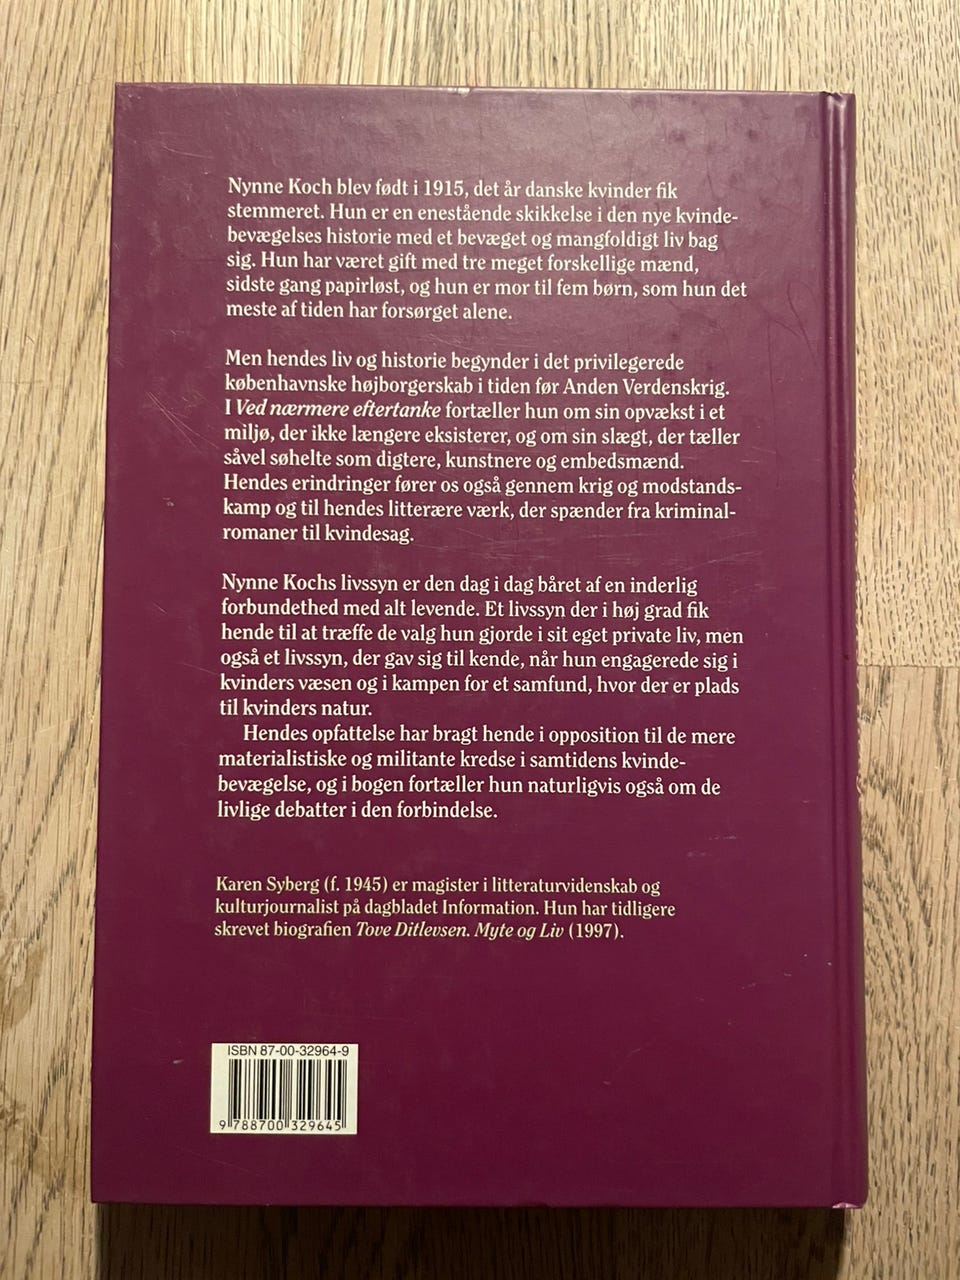 Nynne Koch blev født i 1915, det år danske kvinder fik
stemmeret. Hun er en enestående skikkelse i den nye kvinde-
bevægelses historie med et bevæget og mangfoldigt liv bag
sig. Hun har været gift med tre meget forskellige mænd,
sidste gang papirløst, og hun er mor til fem børn, som hun det
meste af tiden har forsørget alene.
Men hendes liv og historie begynder i det privilegerede
københavnske højborgerskab i tiden før Anden Verdenskrig.
I Ved nærmere eftertanke fortæller hun om sin opvækst i et
miljø, der ikke længere eksisterer, og om sin slægt, der tæller
såvel søhelte som digtere, kunstnere og embedsmænd.
Hendes erindringer fører os også gennem krig og modstands-
kamp og til hendes litterære værk, der spænder fra kriminal-
romaner til kvindesag.
Nynne Kochs livssyn er den dag i dag båret af en inderlig
forbundethed med alt levende. Et livssyn der i høj grad fik
hende til at træffe de valg hun gjorde i sit eget private liv, men
også et livssyn, der gav sig til kende, når hun engagerede sig i
kvinders væsen og i kampen for et samfund, hvor der er plads
til kvinders natur.
Hendes opfattelse har bragt hende i opposition til de mere
materialistiske og militante kredse i samtidens kvinde-
bevægelse, og i bogen fortæller hun naturligvis også om de
livlige debatter i den forbindelse.
Karen Syberg (f. 1945) er magister i litteraturvidenskab og
kulturjournalist på dagbladet Information. Hun har tidligere
skrevet biografien Tove Ditlevsen. Myte og Liv (1997).
ISBN 87-00-32964-9
9 788700 329645